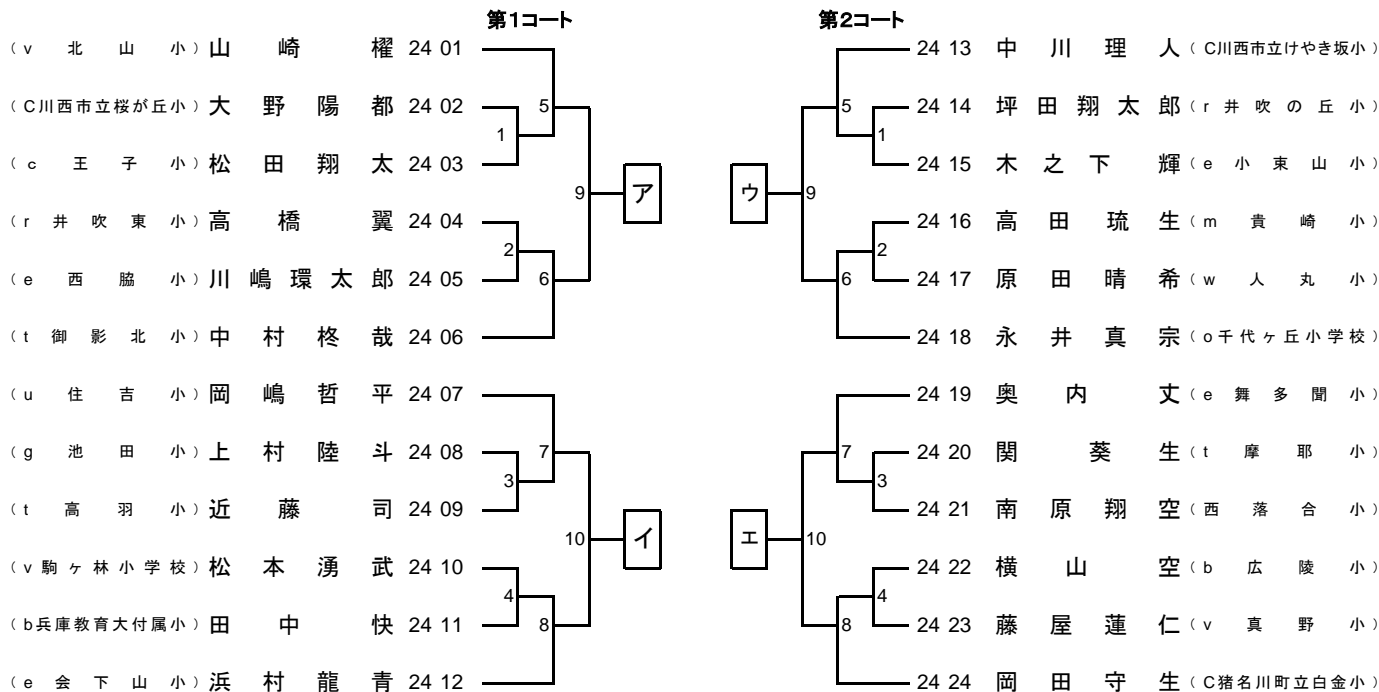 第1コート 第2コート
(v 北山小) 山崎 櫂 24 01
(C川西市立桜が丘小) 大野陽都 24 02
1
5
(c 王子小) 松田翔太 24 03
9 ア
(r 井吹東小) 高橋 翼 24 04
2
(e 西脇小) 川嶋環太郎 24 05
6
(t 御影北小) 中村柊哉 24 06
(u 住吉小) 岡嶋哲平 24 07
(g 池田小) 上村陸斗 24 08
7
3
(t 高羽小) 近藤 司 24 09
10 イ
(v駒ヶ林小学校) 松本湧武 24 10
4
(b兵庫教育大付属小) 田中 快 24 11
8
(e 会下山小) 浜村龍青 24 12
24 13 中川理人 (C川西市立けやき坂小)
24 14 坪田翔太郎 (r井吹の丘小)
5
1
24 15 木之下 輝 (e小東山小)
ウ 9
24 16 高田琉生 (m 貴崎小)
2
24 17 原田晴希 (w 人丸小)
6
24 18 永井真宗 (o千代ヶ丘小学校)
24 19 奥内 丈 (e 舞多聞小)
24 20 関 葵生 (t 摩耶小)
7
3
24 21 南原翔空 (西落合小)
エ 10
24 22 横山 空 (b 広陵小)
4
24 23 藤屋蓮仁 (v 真野小)
8
24 24 岡田守生 (C猪名川町立白金小)